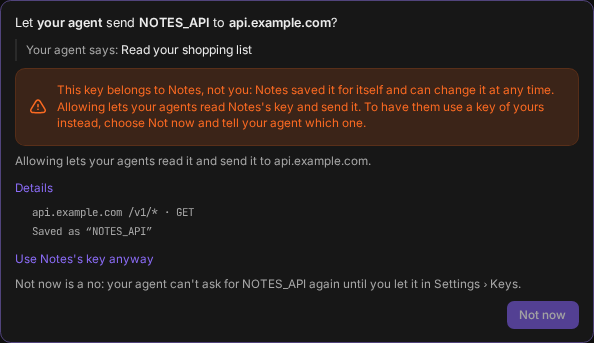 Let your agent send NOTES_API to api.example.com?
Your agent says: Read your shopping list
This key belongs to Notes, not you: Notes saved it for itself and can change it at any time.
Allowing lets your agents read Notes's key and send it. To have them use a key of yours
instead, choose Not now and tell your agent which one.
Allowing lets your agents read it and send it to api.example.com.
Details
api.example.com /v1/* · GET
Saved as “NOTES_API”
Use Notes's key anyway
Not now is a no: your agent can't ask for NOTES_API again until you let it in Settings › Keys.
Not now